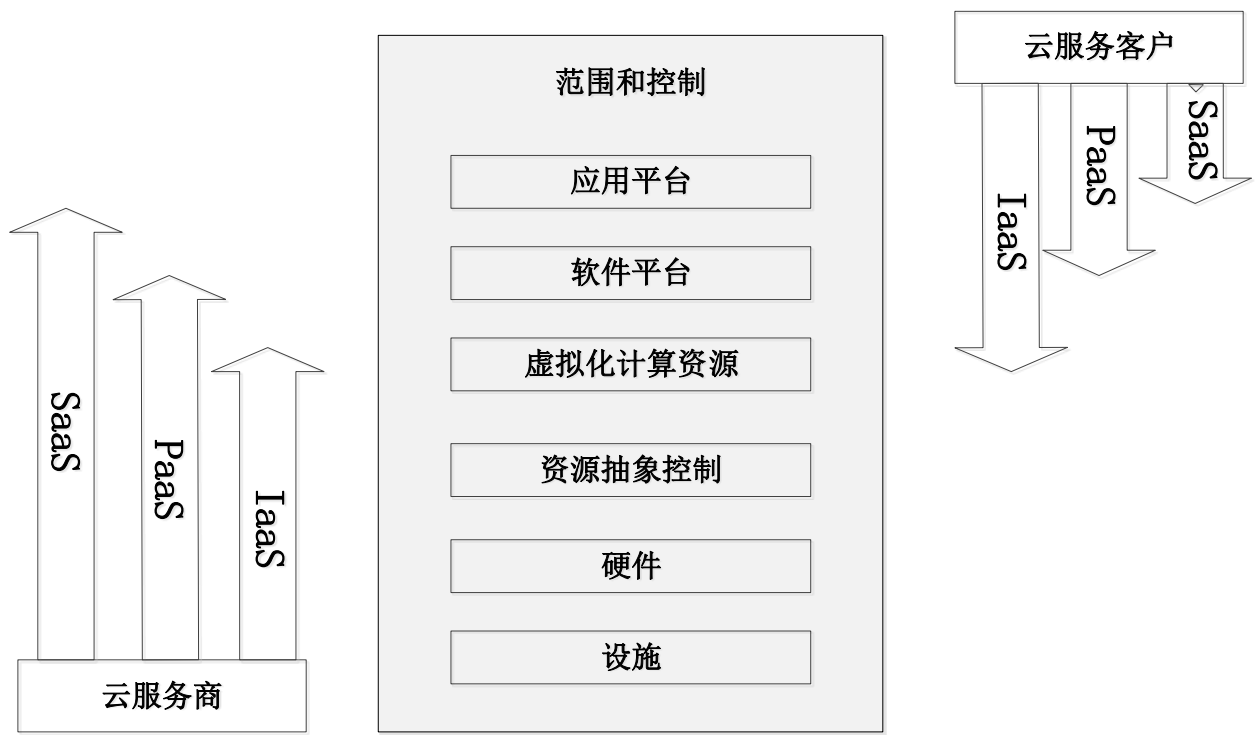 范围和控制
应用平台
软件平台
虚拟化计算资源
资源抽象控制
硬件
设施
SaaS
PaaS
IaaS
云服务商
云服务客户
IaaS
PaaS
SaaS